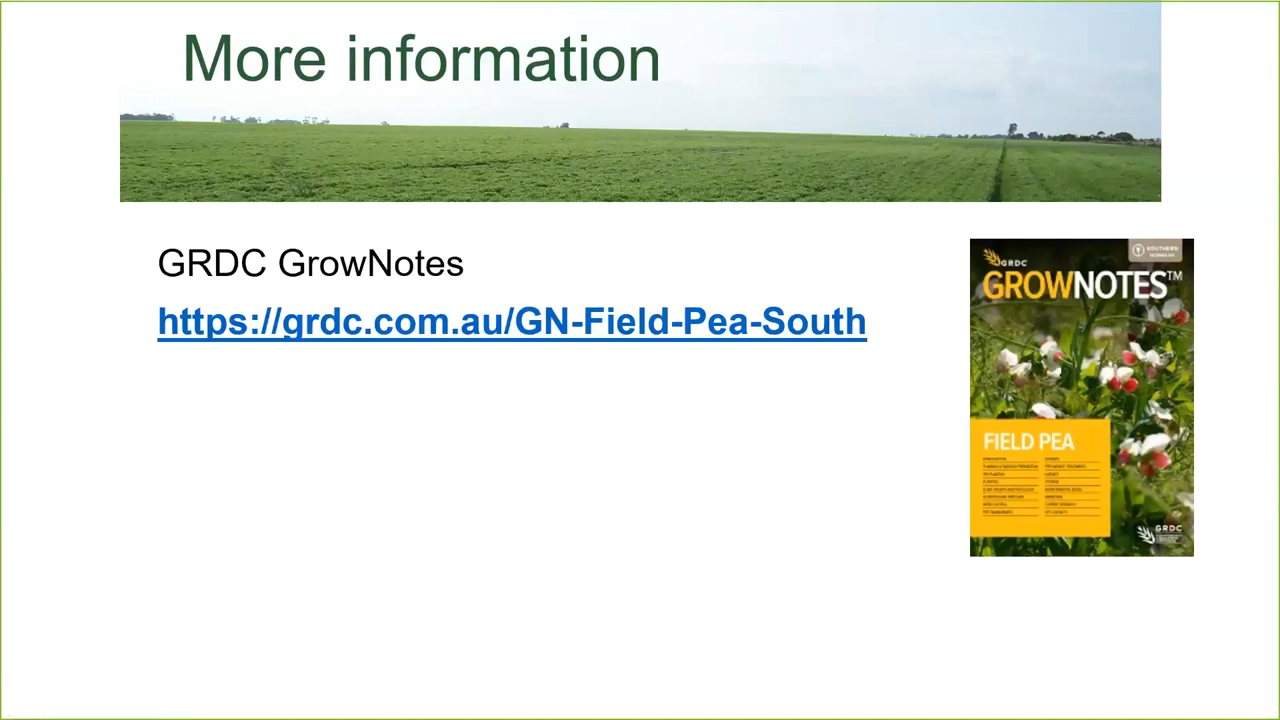 More information
GRDC GrowNotes
https://grdc.com.au/GN-Field-Pea-South
SOUTHERN
GRDC
GROWNOTES™
FIELD PEA
GRDC